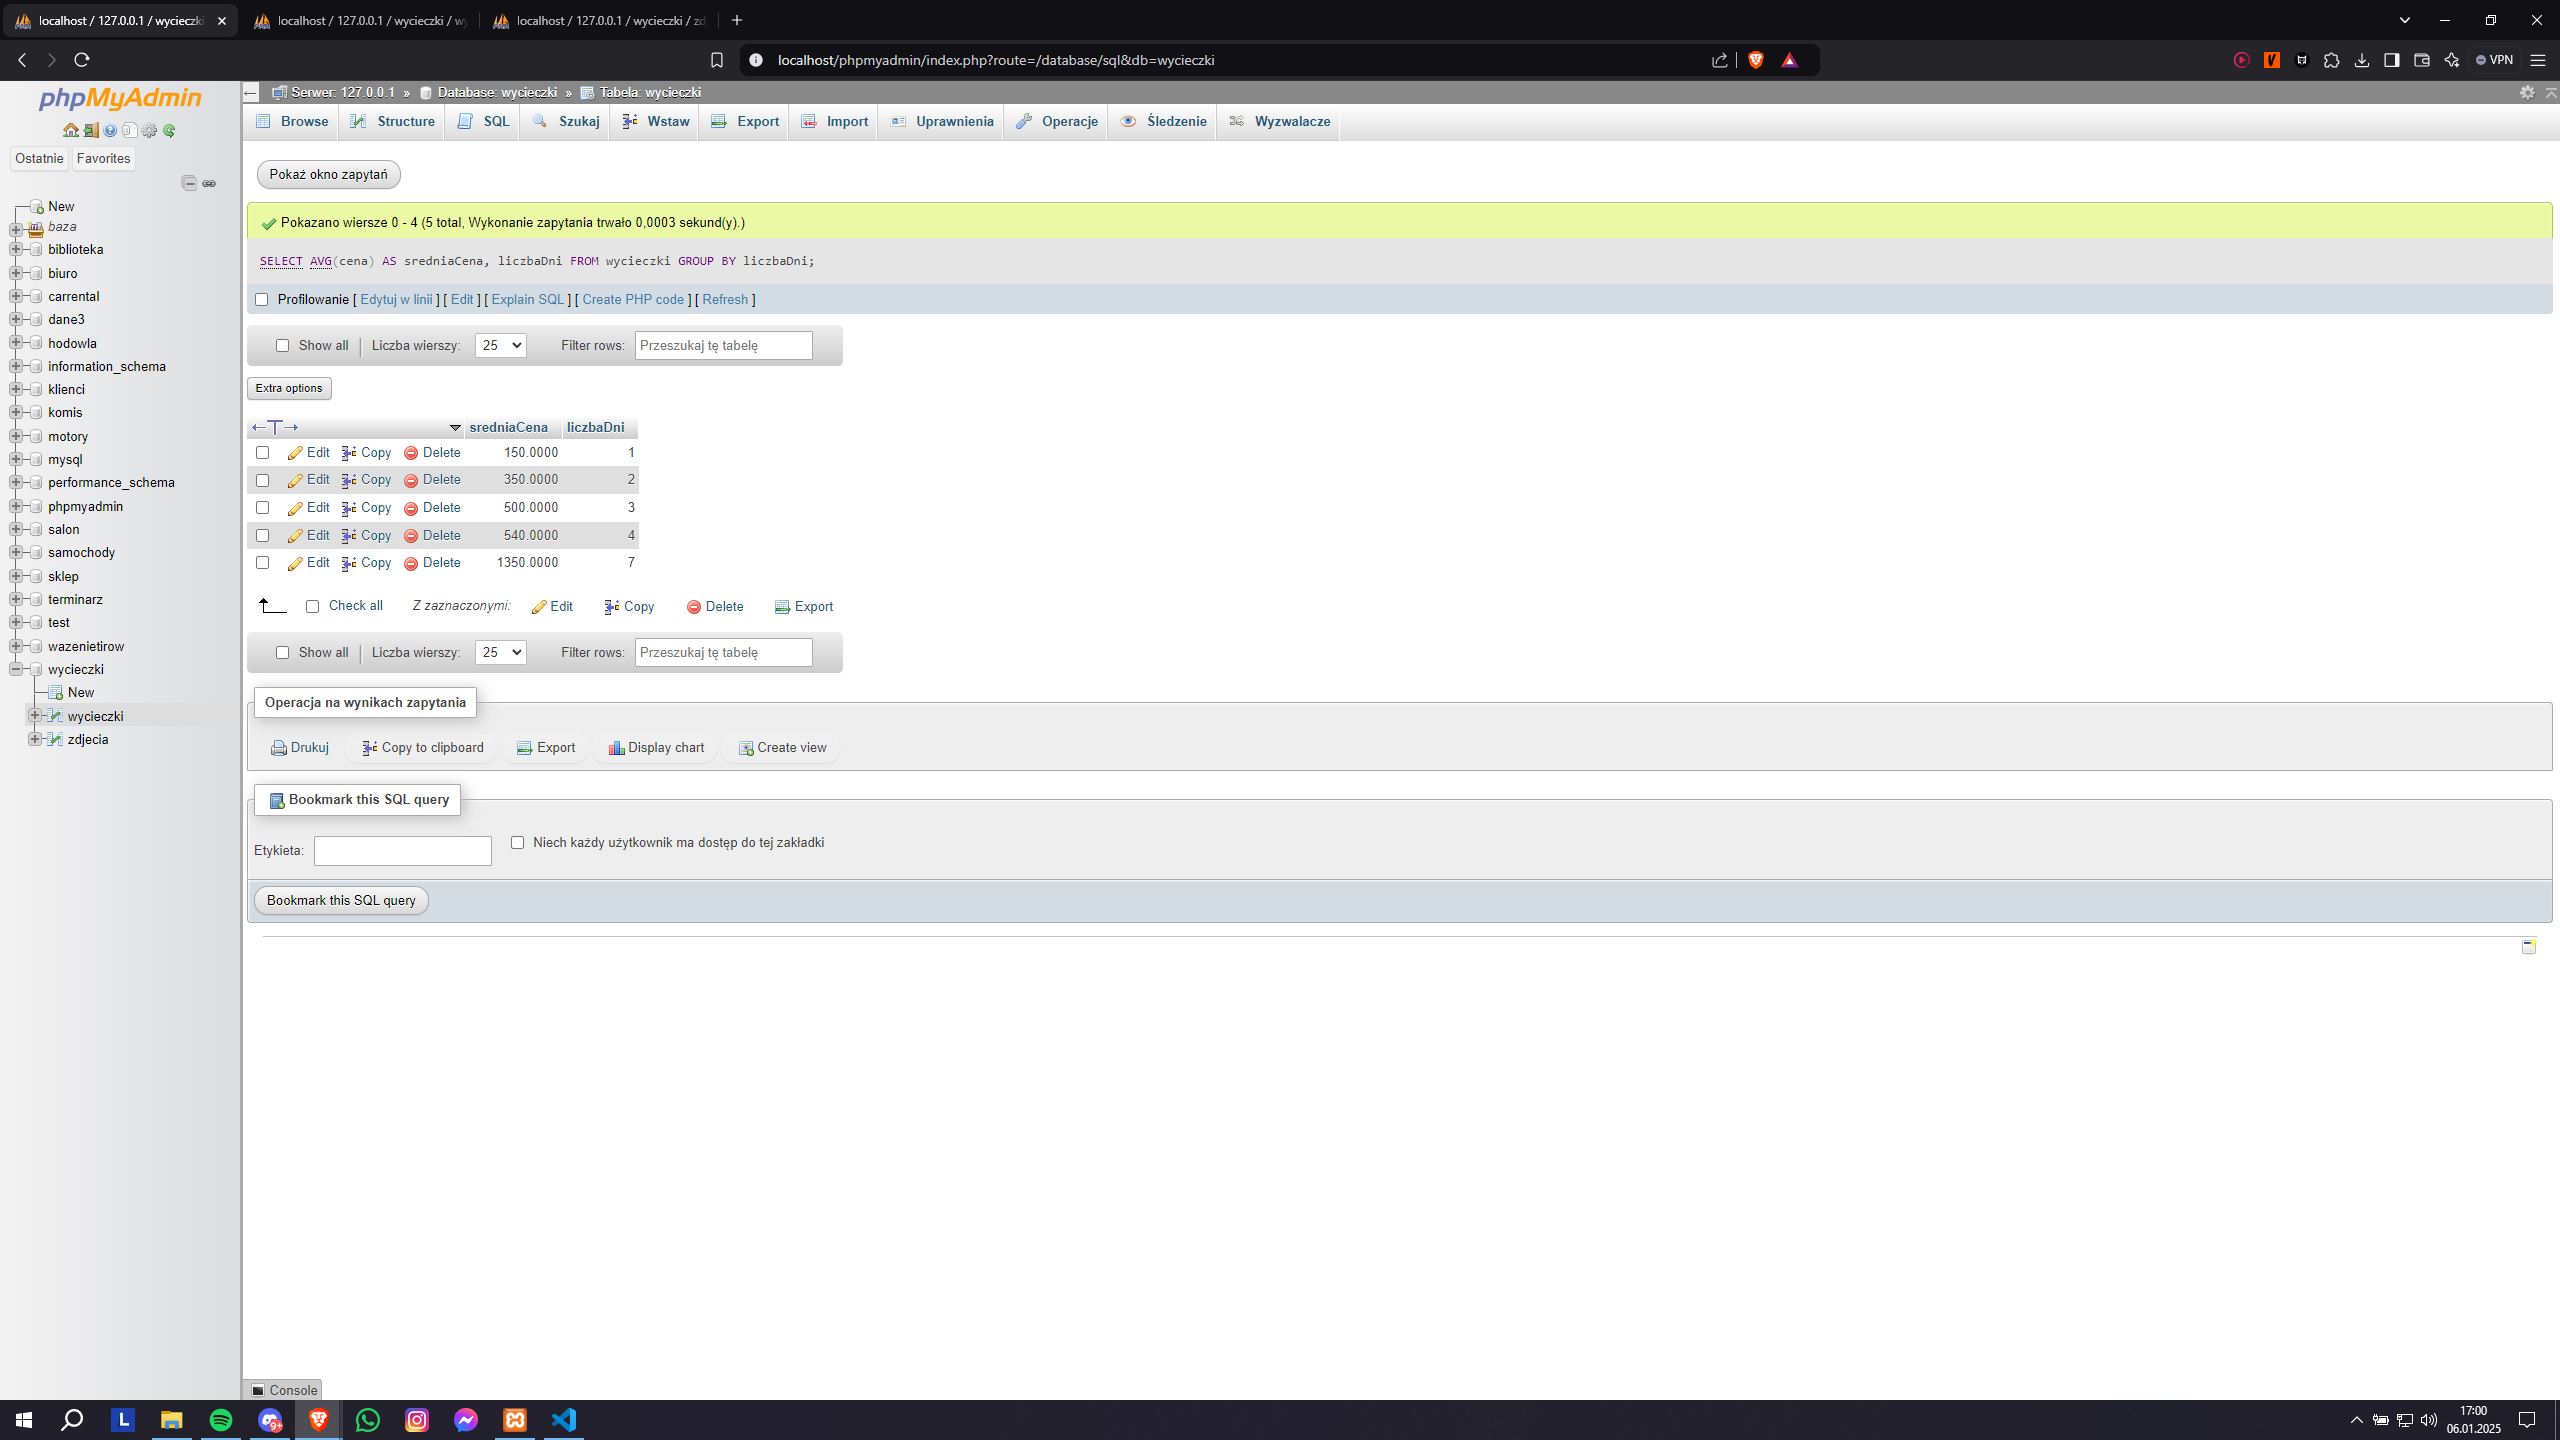 localhost / 127.0.0.1 / wycieczki
localhost / 127.0.0.1 / wycieczki / wy
localhost / 127.0.0.1 / wycieczki / zd
localhost/phpmyadmin/index.php?route=/database/sql&db=wycieczki
VPN
phpMyAdmin
Ostatnie Favorites
New
baza
biblioteka
biuro
carrental
dane3
hodowla
information_schema
klienci
komis
motory
mysql
performance_schema
phpmyadmin
salon
samochody
sklep
terminarz
test
wazenietirow
wycieczki
New
wycieczki
zdjecia
Serwer: 127.0.0.1 » Database: wycieczki » Tabela: wycieczki
Browse Structure SQL Szukaj Wstaw Export Import Uprawnienia Operacje Śledzenie Wyzwalacze
Pokaż okno zapytań
Pokazano wiersze 0 - 4 (5 total, Wykonanie zapytania trwało 0,0003 sekund(y).)
SELECT AVG(cena) AS sredniaCena, liczbaDni FROM wycieczki GROUP BY liczbaDni;
Profilowanie [ Edytuj w linii ] [ Edit ] [ Explain SQL ] [ Create PHP code ] [ Refresh ]
Show all | Liczba wierszy: 25 Filter rows: Przeszukaj tę tabelę
Extra options
←T→ sredniaCena liczbaDni
Edit Copy Delete 150.0000 1
Edit Copy Delete 350.0000 2
Edit Copy Delete 500.0000 3
Edit Copy Delete 540.0000 4
Edit Copy Delete 1350.0000 7
Check all Z zaznaczonymi: Edit Copy Delete Export
Show all | Liczba wierszy: 25 Filter rows: Przeszukaj tę tabelę
Operacja na wynikach zapytania
Drukuj Copy to clipboard Export Display chart Create view
Bookmark this SQL query
Etykieta: Niech każdy użytkownik ma dostęp do tej zakładki
Bookmark this SQL query
Console
L
9+
17:00
06.01.2025